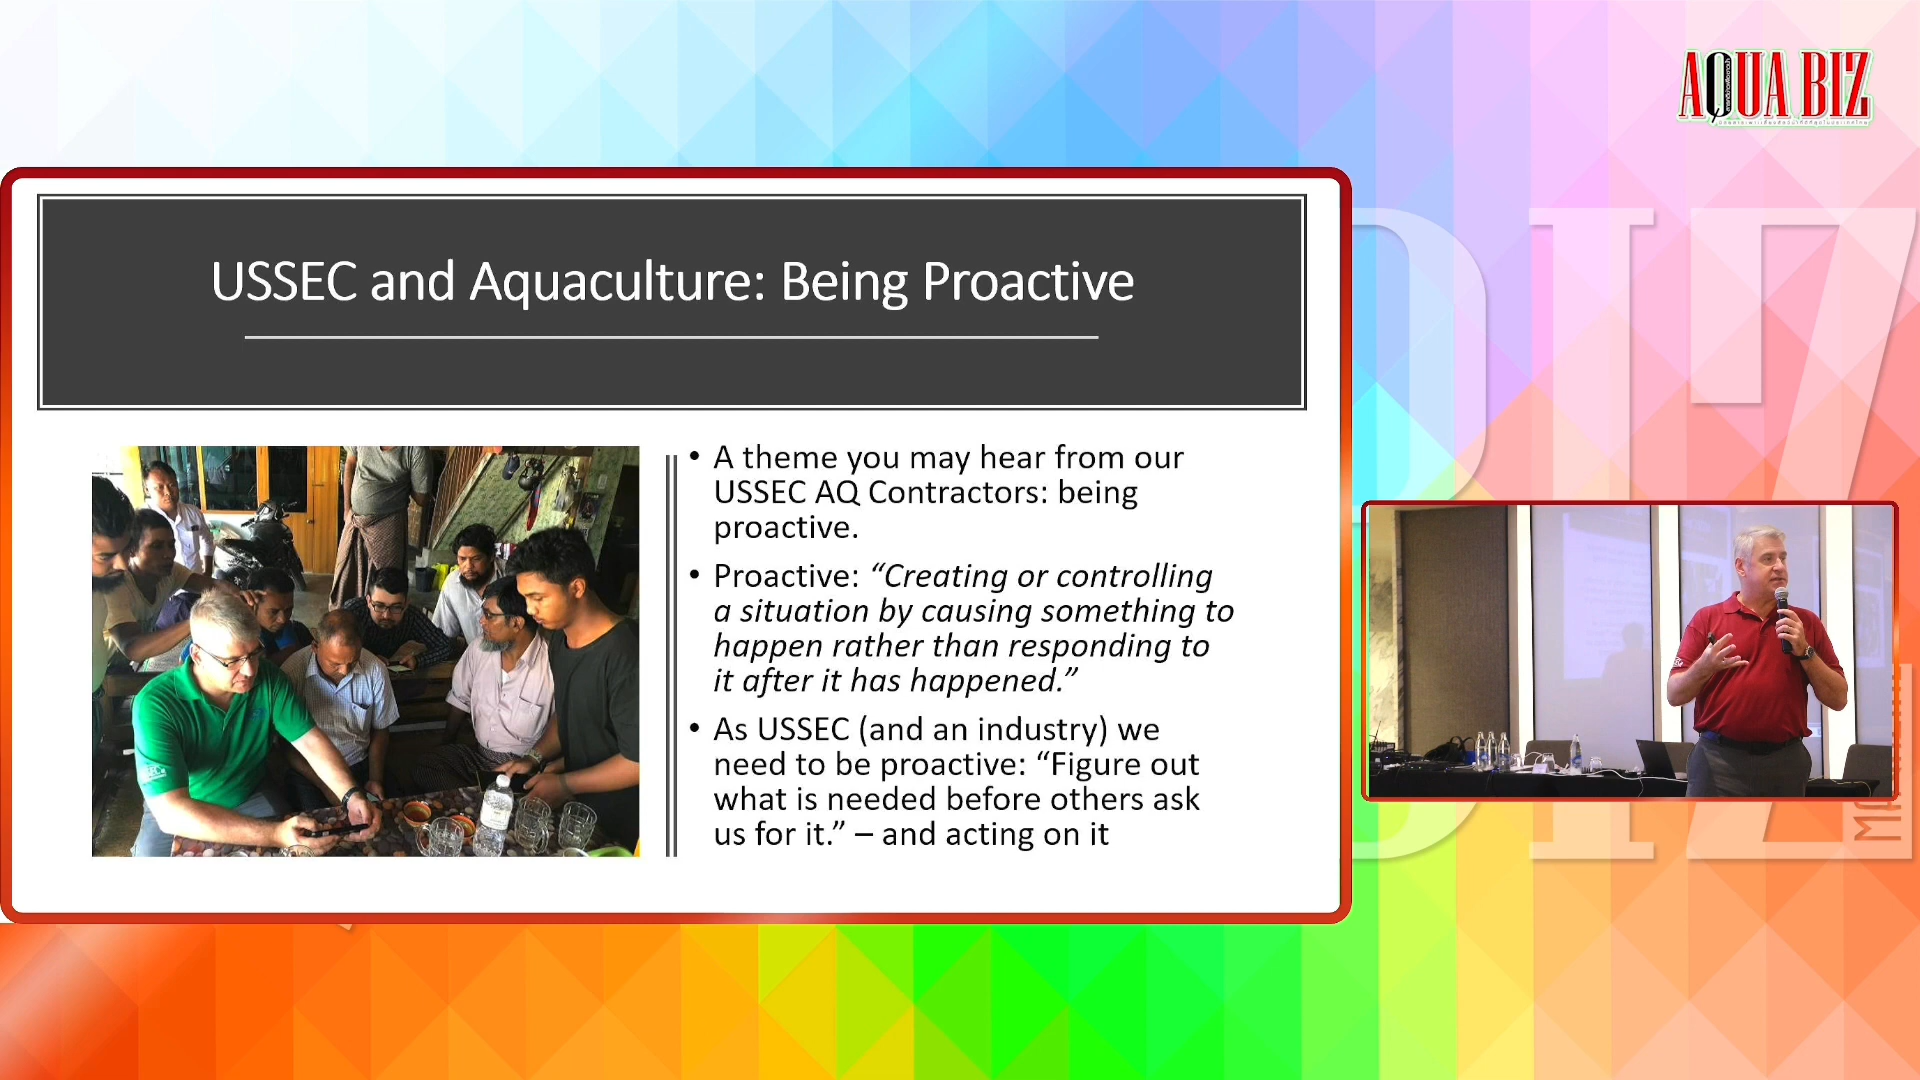 AQUA BIZ
USSEC and Aquaculture: Being Proactive
• A theme you may hear from our
USSEC AQ Contractors: being
proactive.
• Proactive: “Creating or controlling
a situation by causing something to
happen rather than responding to
it after it has happened.”
• As USSEC (and an industry) we
need to be proactive: “Figure out
what is needed before others ask
us for it.” – and acting on it